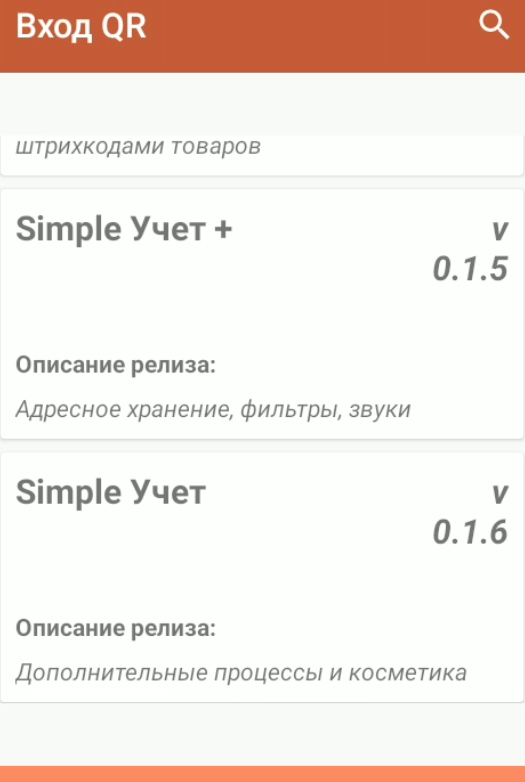 Вход QR
штрихкодами товаров
Simple Учет +
v
0.1.5
Описание релиза:
Адресное хранение, фильтры, звуки
Simple Учет
v
0.1.6
Описание релиза:
Дополнительные процессы и косметика